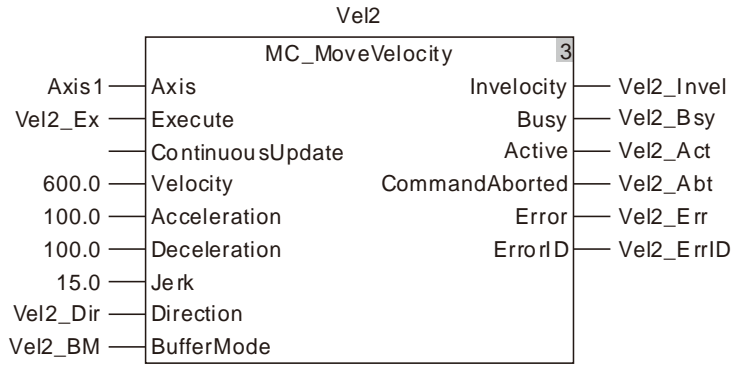 Vel2
MC_MoveVelocity 3
Axis1 Axis Invelocity Vel2_Invel
Vel2_Ex Execute Busy Vel2_Bsy
ContinuousUpdate Active Vel2_Act
600.0 Velocity CommandAborted Vel2_Abt
100.0 Acceleration Error Vel2_Err
100.0 Deceleration ErrorID Vel2_ErrID
15.0 Jerk
Vel2_Dir Direction
Vel2_BM BufferMode